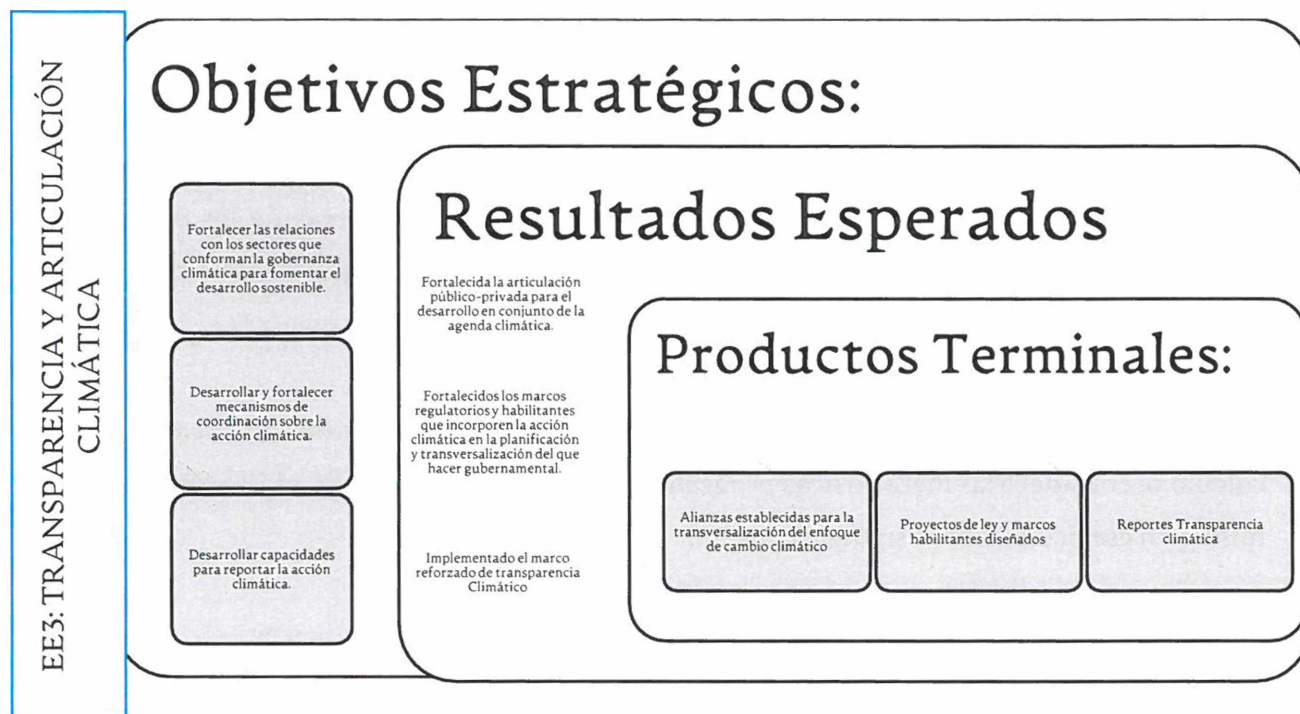 EE3: TRANSPARENCIA Y ARTICULACIÓN
CLIMÁTICA
Objetivos Estratégicos:
Fortalecer las relaciones
con los sectores que
conforman la gobernanza
climática para fomentar el
desarrollo sostenible.
Desarrollar y fortalecer
mecanismos de
coordinación sobre la
acción climática.
Desarrollar capacidades
para reportar la acción
climática.
Resultados Esperados
Fortalecida la articulación
público-privada para el
desarrollo en conjunto de la
agenda climática.
Fortalecidos los marcos
regulatorios y habilitantes
que incorporen la acción
climática en la planificación
y transversalización del que
hacer gubernamental.
Implementado el marco
reforzado de transparencia
Climático
Productos Terminales:
Alianzas establecidas para la
transversalización del enfoque
de cambio climático
Proyectos de ley y marcos
habilitantes diseñados
Reportes Transparencia
climática